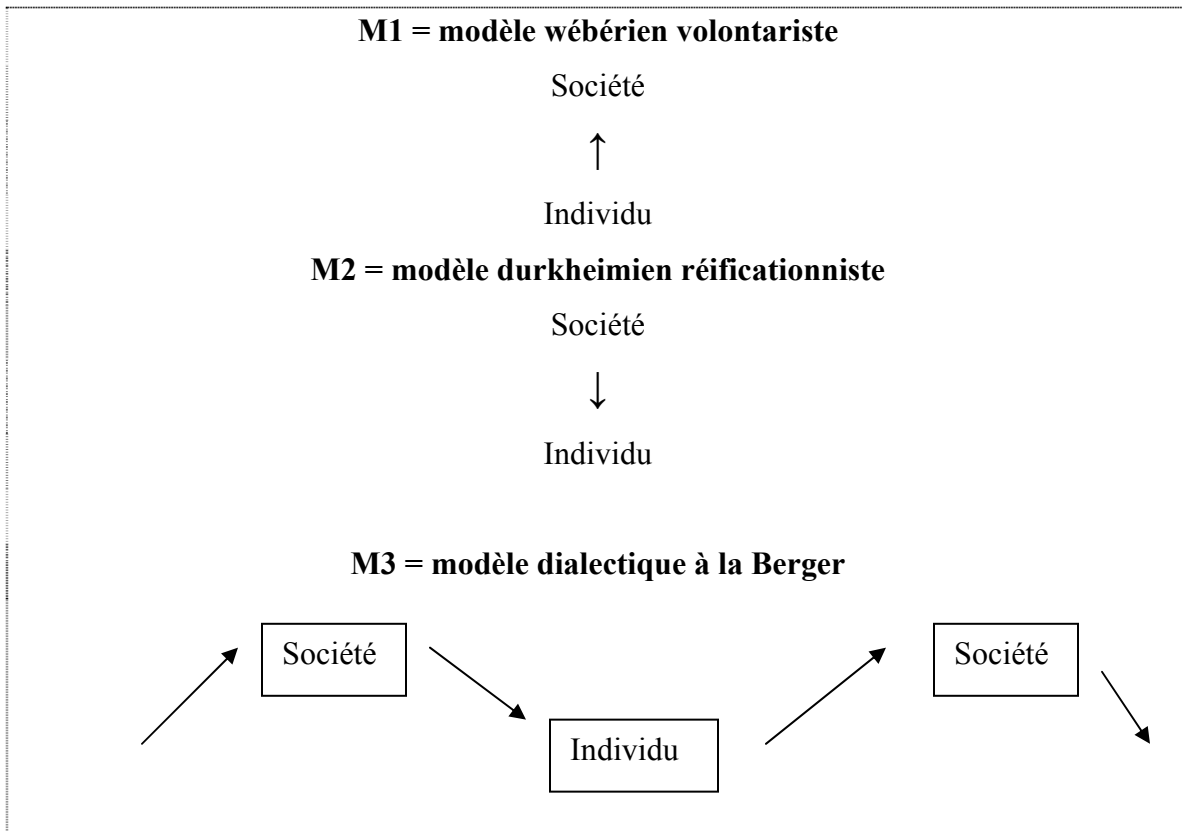 M1 = modèle wébérien volontariste
Société
↑
Individu
M2 = modèle durkheimien réificationniste
Société
↓
Individu
M3 = modèle dialectique à la Berger
Société Société
Individu